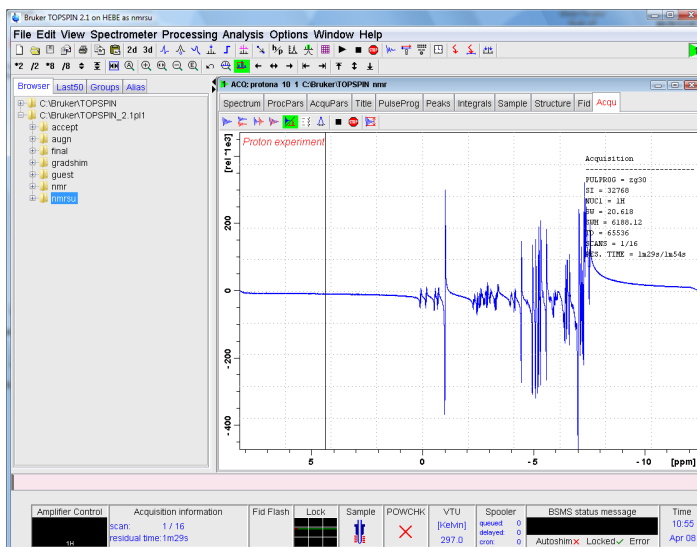 Bruker TOPSPIN 2.1 on HEBE as nmrsu
File Edit View Spectrometer Processing Analysis Options Window Help
2d 3d
*2 /2 *8 /8
Browser Last50 Groups Alias
C:\Bruker\TOPSPIN
C:\Bruker\TOPSPIN_2.1pl1
accept
augn
final
gradshim
guest
nmr
nmrsu
1 ACQ: protona 10 1 C:\Bruker\TOPSPIN nmr
Spectrum ProcPars AcquPars Title PulseProg Peaks Integrals Sample Structure Fid Acqu
Proton experiment
[rel *1e3]
200
0
- 200
- 400
Acquisition
PULPROG = zg30
SI = 32768
NUC1 = 1H
SW = 20.618
SWH = 6188.12
TD = 65536
SCANS = 1/16
RES. TIME = 1m29s/1m54s
5 0 -5 - 10 [ppm]
Amplifier Control
1H
Acquisition information
scan: 1 / 16
residual time: 1m29s
Fid Flash
Lock
Sample
POWCHK
VTU
[Kelvin]
297.0
Spooler
queued: 0
delayed: 0
cron: 0
BSMS status message
Autoshim Locked Error
Time
10:55
Apr 08